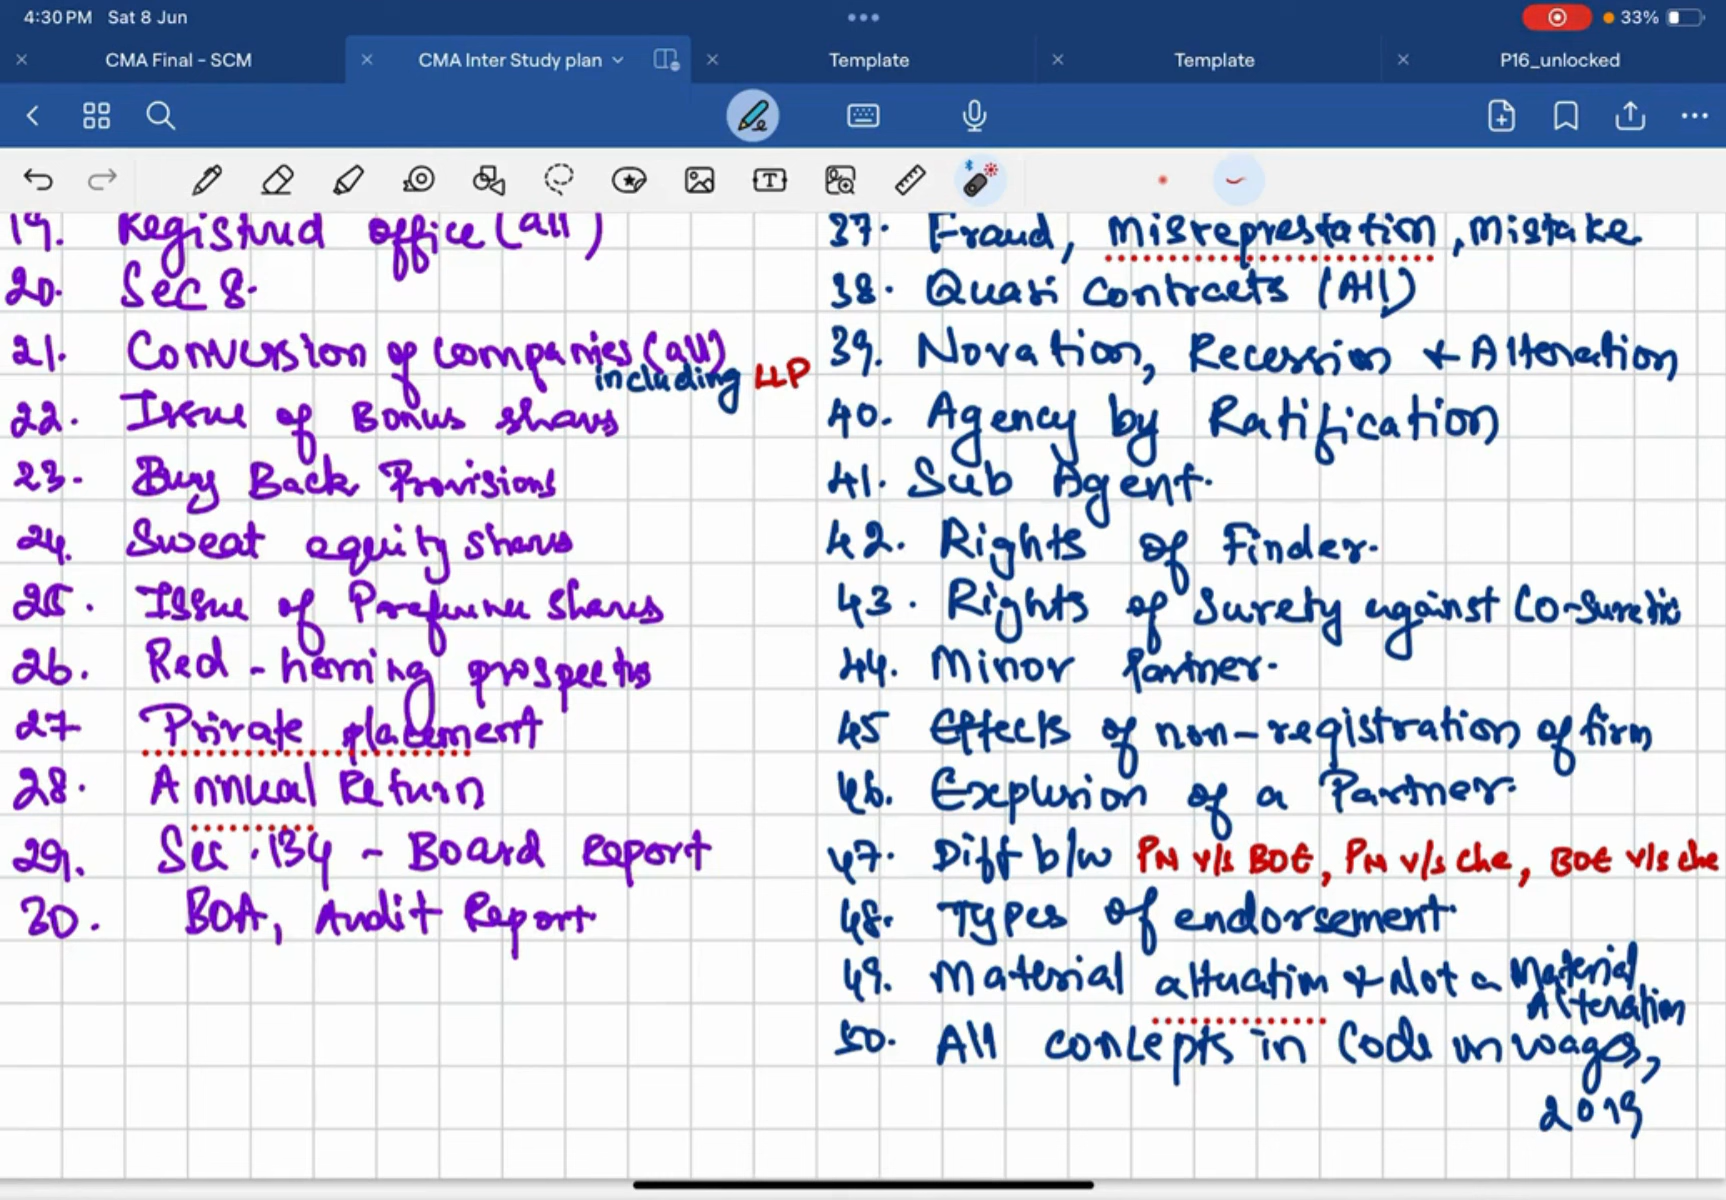 4:30 PM Sat 8 Jun
33%
CMA Final - SCM
CMA Inter Study plan
Template
Template
P16_unlocked
19. Registrud office (all)
20. Sec 8.
21. Conversion of companies (all)
including LLP
22. Issue of Bonus shares
23. Buy Back Provisions
24. Sweat equity shares
25. Issue of Preference Shares
26. Red-herring prospectus
27 Private placement
28. Annual Return
29. Sec.134 - Board Report
30. BOA, Audit Report
37. Fraud, Misreprestation, Mistake
38. Quasi Contracts (All)
39. Novation, Recession & Alteration
40. Agency by Ratification
41. Sub Agent.
42. Rights of Finder.
43. Rights of Surety against Co-Sureties
44. Minor Partner.
45 Effects of non-registration of firm
46. Explusion of a Partner.
47. Diff b/w PN v/s BOE, PN v/s che, BOE v/s che
48. Types of endorsement
49. Material alteration & Not a Material
Alteration
50. All concepts in Code on wages,
2019